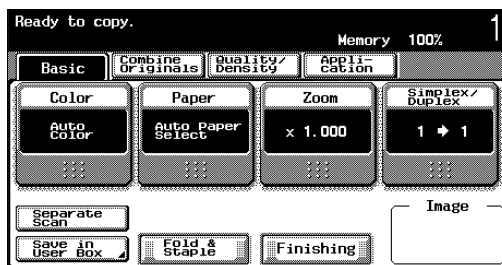 Ready to copy.
1
Memory 100%
Basic
Combine
Originals
Quality/
Density
Appli-
cation
Color
Paper
Zoom
Simplex/
Duplex
Auto
Color
Auto Paper
Select
x 1.000
1 ➔ 1
Separate
Scan
Image
Save in
User Box
Fold &
Staple
Finishing